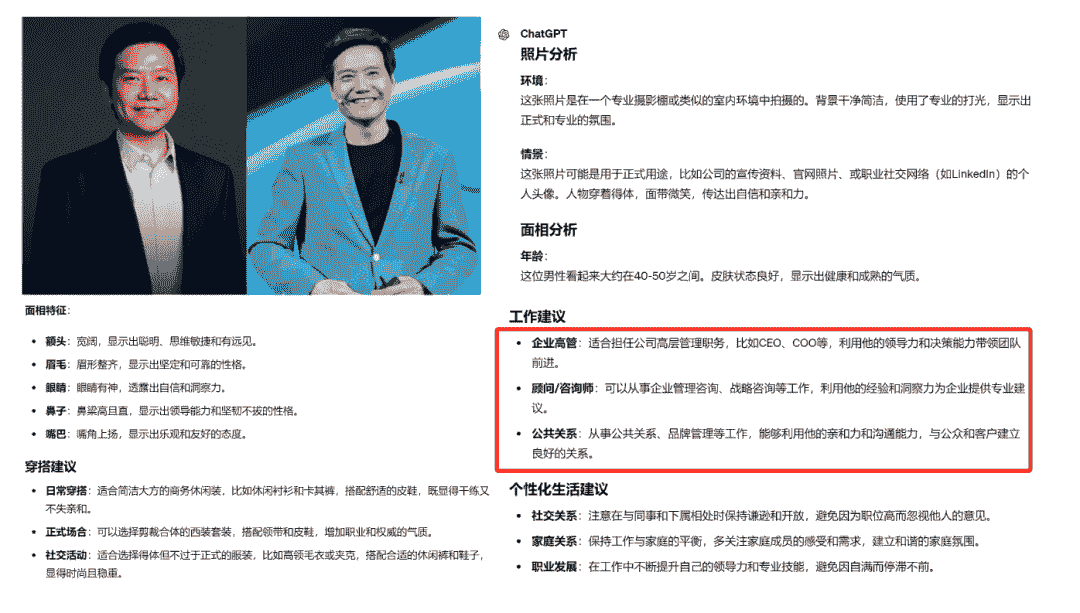 ChatGPT
照片分析
环境：
这张照片是在一个专业摄影棚或类似的室内环境中拍摄的。背景干净简洁，使用了专业的打光，显示出
正式和专业的氛围。
情景：
这张照片可能是用于正式用途，比如公司的宣传资料、官网照片、或职业社交网络（如LinkedIn）的个
人头像。人物穿着得体，面带微笑，传达出自信和亲和力。
面相分析
年龄：
这位男性看起来大约在40-50岁之间。皮肤状态良好，显示出健康和成熟的气质。
面相特征：
• 额头：宽阔，显示出聪明、思维敏捷和有远见。
• 眉毛：眉形整齐，显示出坚定和可靠的性格。
• 眼睛：眼睛有神，透露出自信和洞察力。
• 鼻子：鼻梁高且直，显示出领导能力和坚韧不拔的性格。
• 嘴巴：嘴角上扬，显示出乐观和友好的态度。
穿搭建议
• 日常穿搭：适合简洁大方的商务休闲装，比如休闲衬衫和卡其裤，搭配舒适的皮鞋，既显得干练又
不失亲和。
• 正式场合：可以选择剪裁合体的西装套装，搭配领带和皮鞋，增加职业和权威的气质。
• 社交活动：适合选择得体但不过于正式的服装，比如高领毛衣或夹克，搭配合适的休闲裤和鞋子，
显得时尚且稳重。
工作建议
• 企业高管：适合担任公司高层管理职务，比如CEO、COO等，利用他的领导力和决策能力带领团队
前进。
• 顾问/咨询师：可以从事企业管理咨询、战略咨询等工作，利用他的经验和洞察力为企业提供专业建
议。
• 公共关系：从事公共关系、品牌管理等工作，能够利用他的亲和力和沟通能力，与公众和客户建立
良好的关系。
个性化生活建议
• 社交关系：注意在与同事和下属相处时保持谦逊和开放，避免因为职位高而忽视他人的意见。
• 家庭关系：保持工作与家庭的平衡，多关注家庭成员的感受和需求，建立和谐的家庭氛围。
• 职业发展：在工作中不断提升自己的领导力和专业技能，避免因自满而停滞不前。